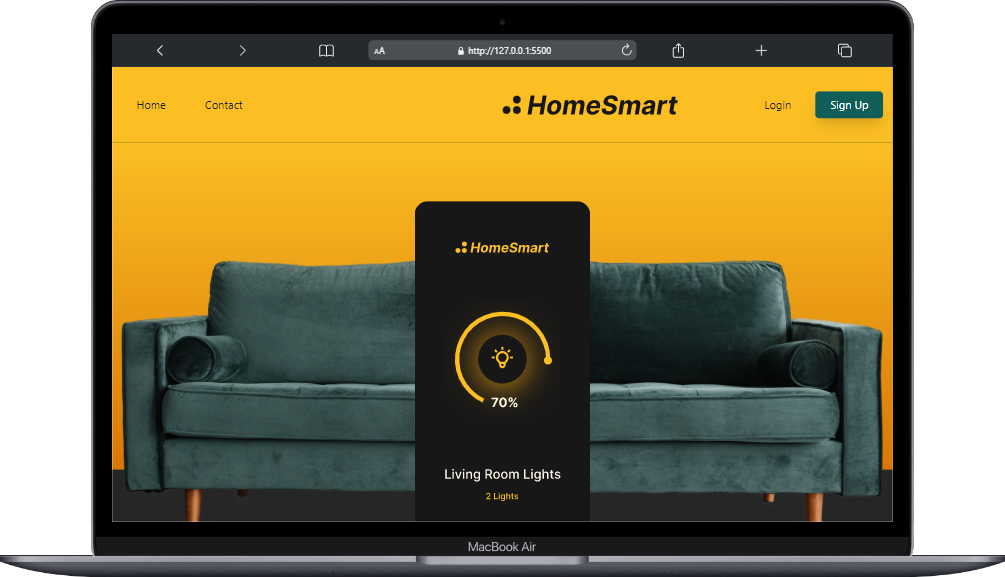 AA http://127.0.0.1:5500
Home Contact HomeSmart Login Sign Up
HomeSmart
70%
Living Room Lights
2 Lights
MacBook Air